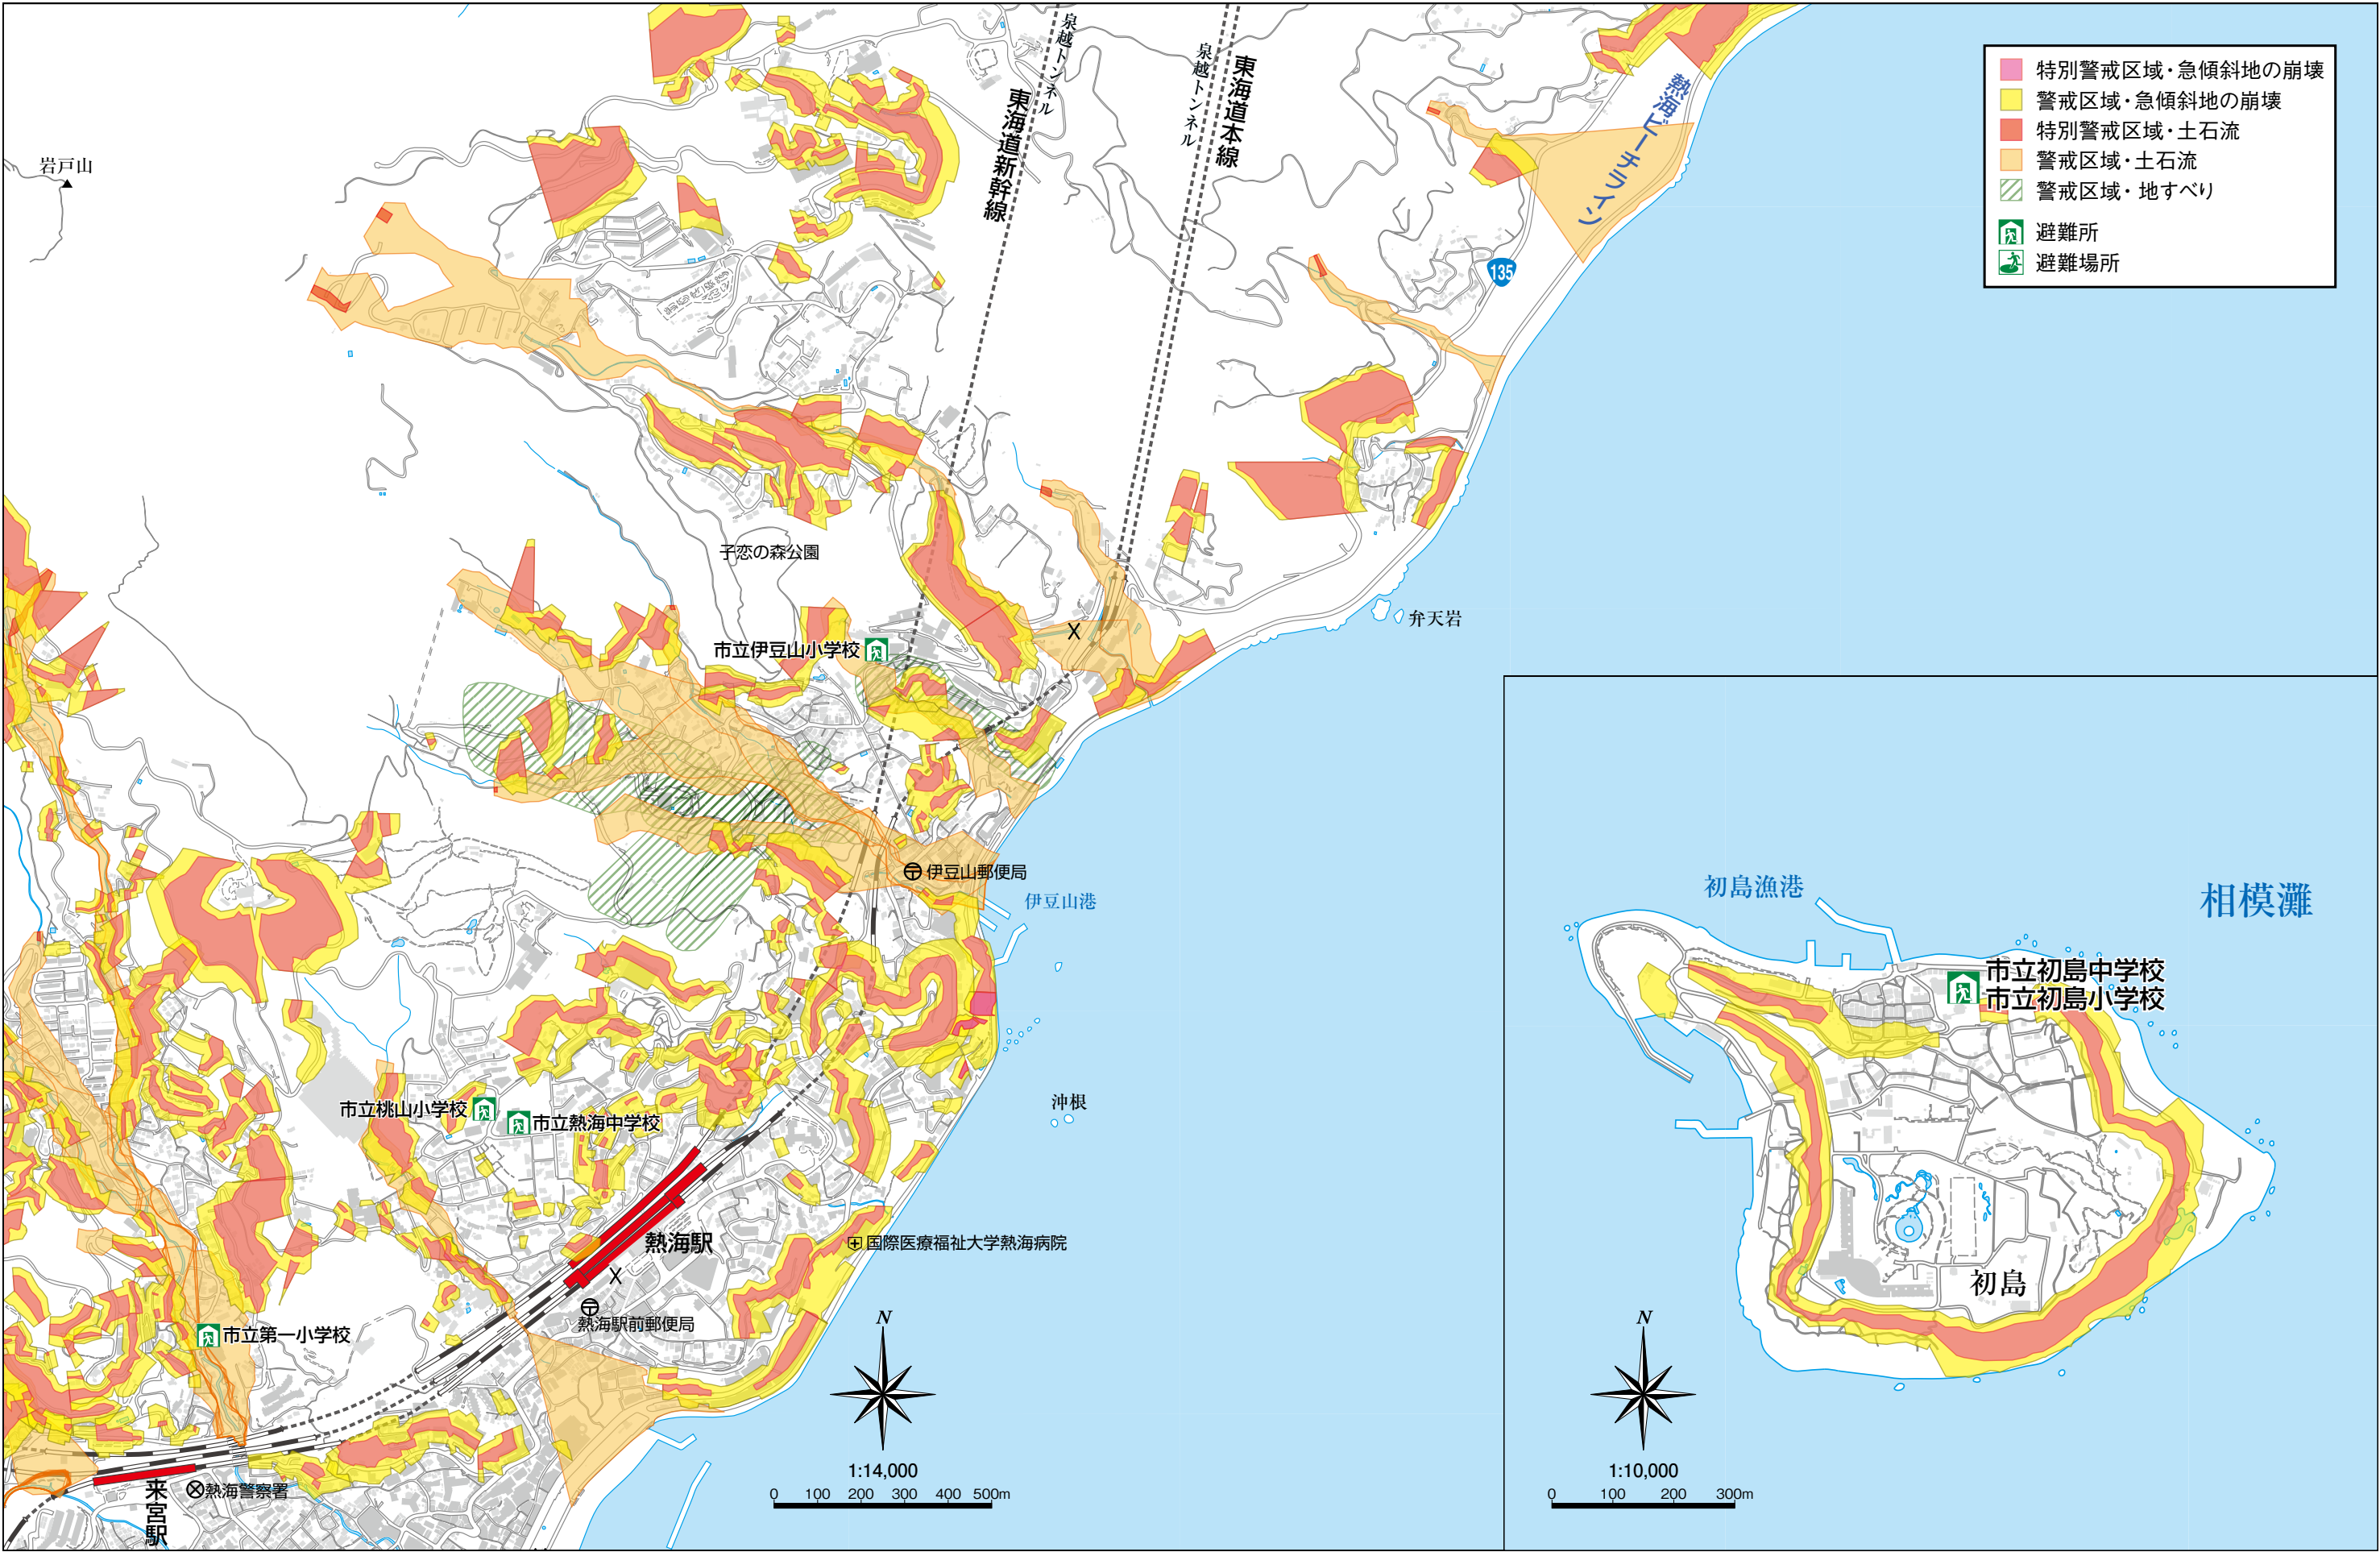 岩戸山
泉越トンネル
東海道新幹線
泉越トンネル
東海道本線
熱海ビーチライン
135
特別警戒区域・急傾斜地の崩壊
警戒区域・急傾斜地の崩壊
特別警戒区域・土石流
警戒区域・土石流
警戒区域・地すべり
避難所
避難場所
子恋の森公園
弁天岩
市立伊豆山小学校
伊豆山郵便局
伊豆山港
沖根
市立桃山小学校
市立熱海中学校
熱海駅
国際医療福祉大学熱海病院
熱海駅前郵便局
市立第一小学校
来宮駅
熱海警察署
N
1:14,000
0 100 200 300 400 500m
初島漁港
相模灘
市立初島中学校
市立初島小学校
初島
N
1:10,000
0 100 200 300m